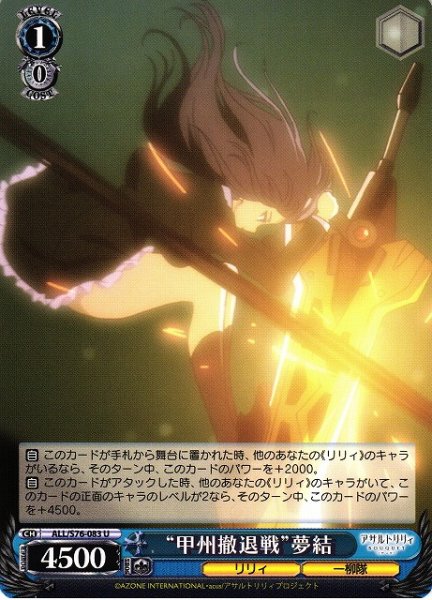 LEVEL
1
0
COST
このカードが手札から舞台に置かれた時、他のあなたの《リリィ》のキャラ
がいるなら、そのターン中、このカードのパワーを+2000。
このカードがアタックした時、他のあなたの《リリィ》のキャラがいて、こ
のカードの正面のキャラのレベルが2なら、そのターン中、このカードのパワー
を+4500。
CH
ALL/S76-083 U
POWER
4500
“甲州撤退戦”夢結
アサルトリリィ
BOUQUET
リリィ
一柳隊
©AZONE INTERNATIONAL・acus/アサルトリリィプロジェクト